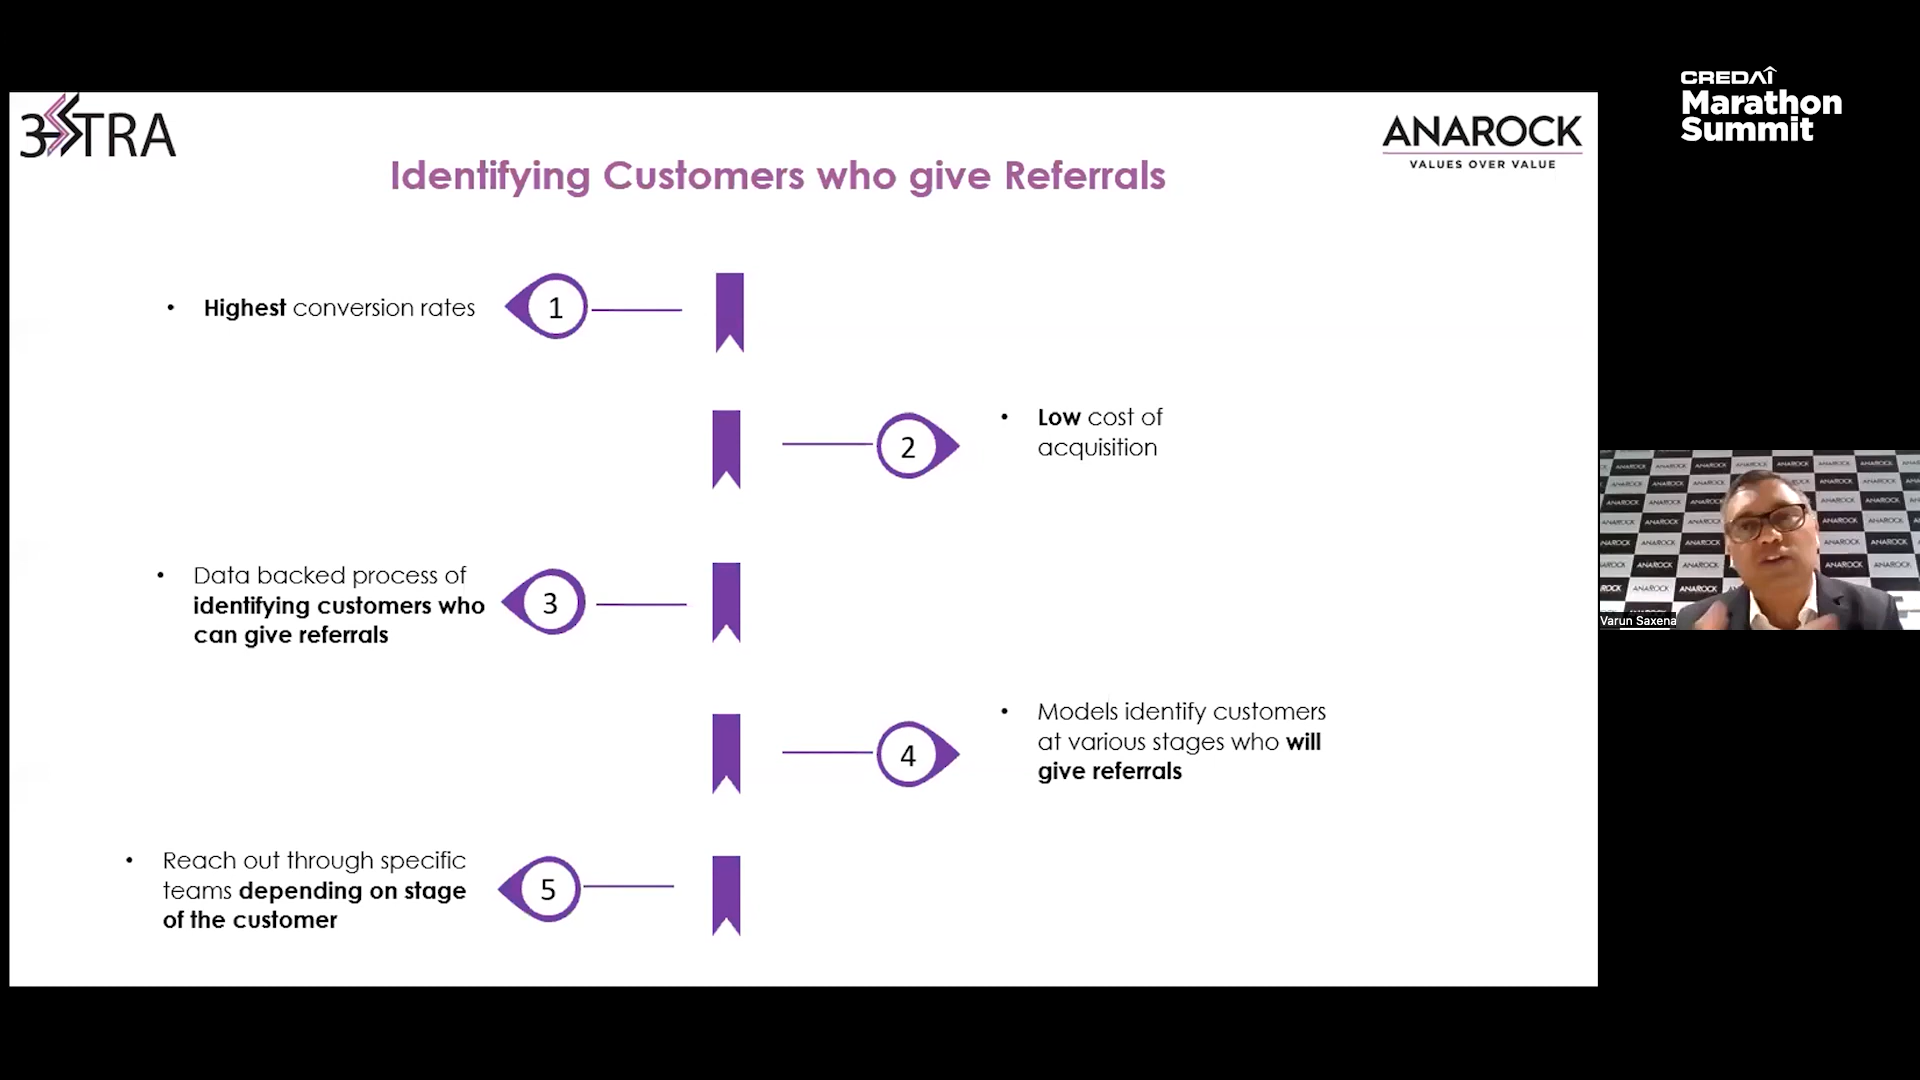 3STRA
ANAROCK
VALUES OVER VALUE
CREDAI
Marathon
Summit
Identifying Customers who give Referrals
• Highest conversion rates
1
2
• Low cost of
acquisition
• Data backed process of
identifying customers who
can give referrals
3
4
• Models identify customers
at various stages who will
give referrals
• Reach out through specific
teams depending on stage
of the customer
5
ANAROCK
Varun Saxena